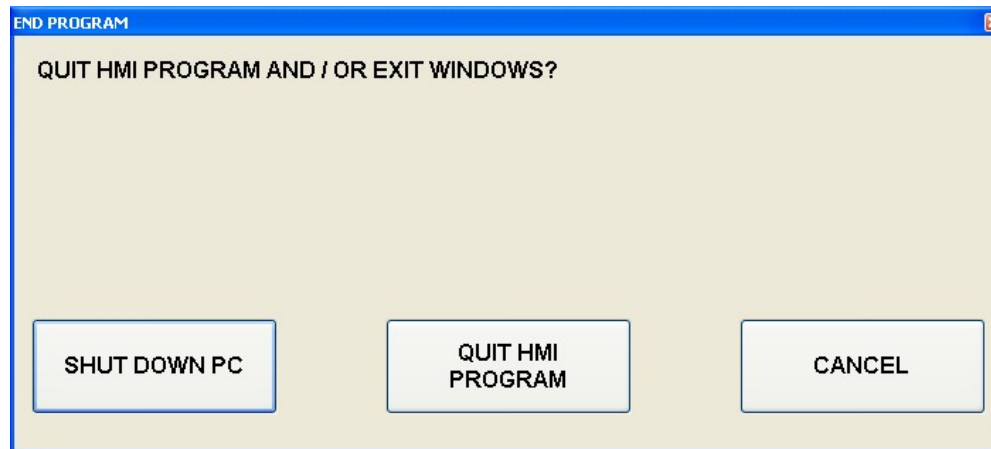 END PROGRAM
QUIT HMI PROGRAM AND / OR EXIT WINDOWS?
SHUT DOWN PC
QUIT HMI
PROGRAM
CANCEL